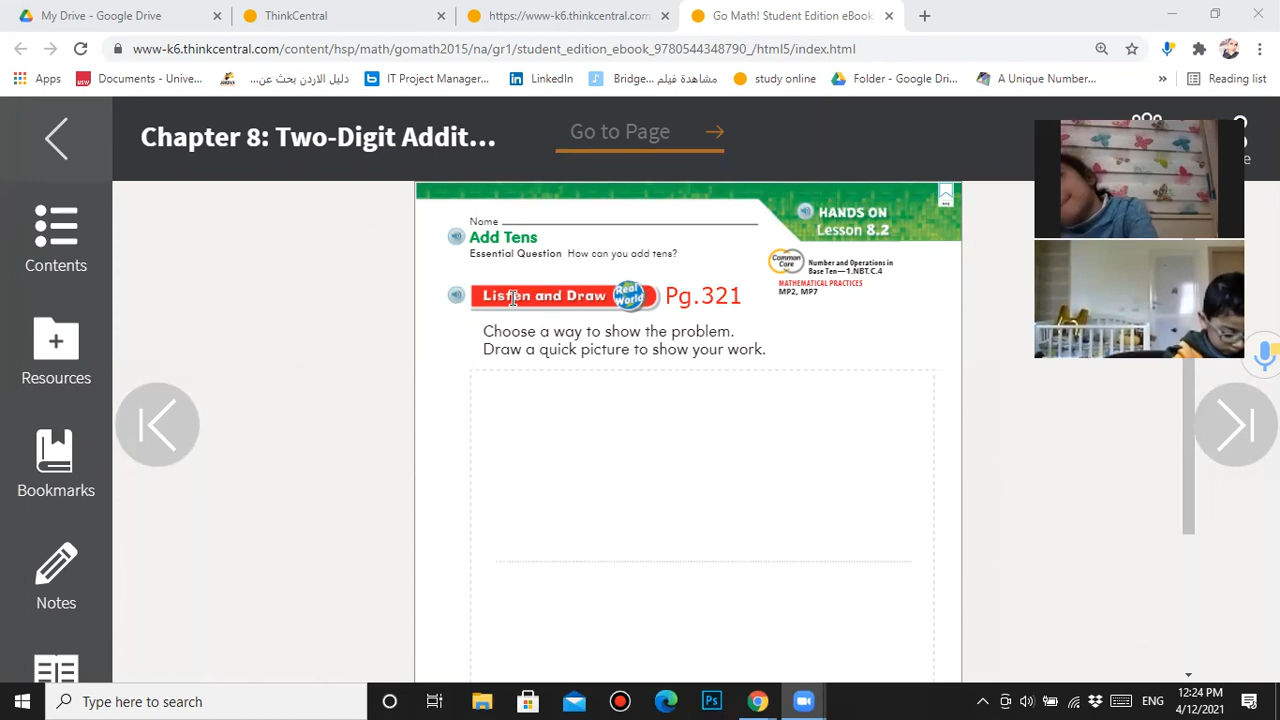 My Drive - Google Drive
ThinkCentral
https://www-k6.thinkcentral.com/
Go Math! Student Edition eBook
www-k6.thinkcentral.com/content/hsp/math/gomath2015/na/gr1/student_edition_ebook_9780544348790_/html5/index.html
Apps
Documents - Unive...
دليل الاردن بحث عن...
IT Project Manager...
LinkedIn
Bridge... مشاهدة فيلم
study online
Folder - Google Dri...
A Unique Number...
»
Reading list
Chapter 8: Two-Digit Addit...
Go to Page
Contents
Resources
Bookmarks
Notes
Name
HANDS ON
Lesson 8.2
Add Tens
Essential Question How can you add tens?
Common Core
Number and Operations in
Base Ten—1.NBT.C.4
MATHEMATICAL PRACTICES
MP2, MP7
Listen and Draw
Real World
Pg.321
Choose a way to show the problem.
Draw a quick picture to show your work.
Type here to search
Ps
ENG
12:24 PM
4/12/2021